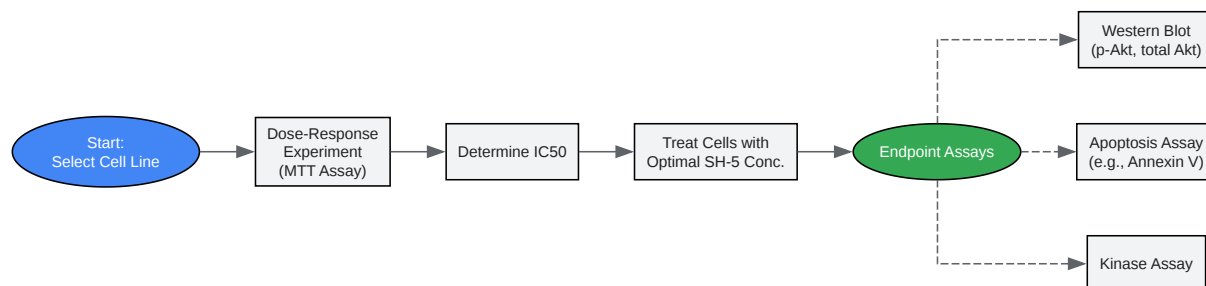 Start:
Select Cell Line
Dose-Response
Experiment
(MTT Assay)
Determine IC50
Treat Cells with
Optimal SH-5 Conc.
Endpoint Assays
Western Blot
(p-Akt, total Akt)
Apoptosis Assay
(e.g., Annexin V)
Kinase Assay